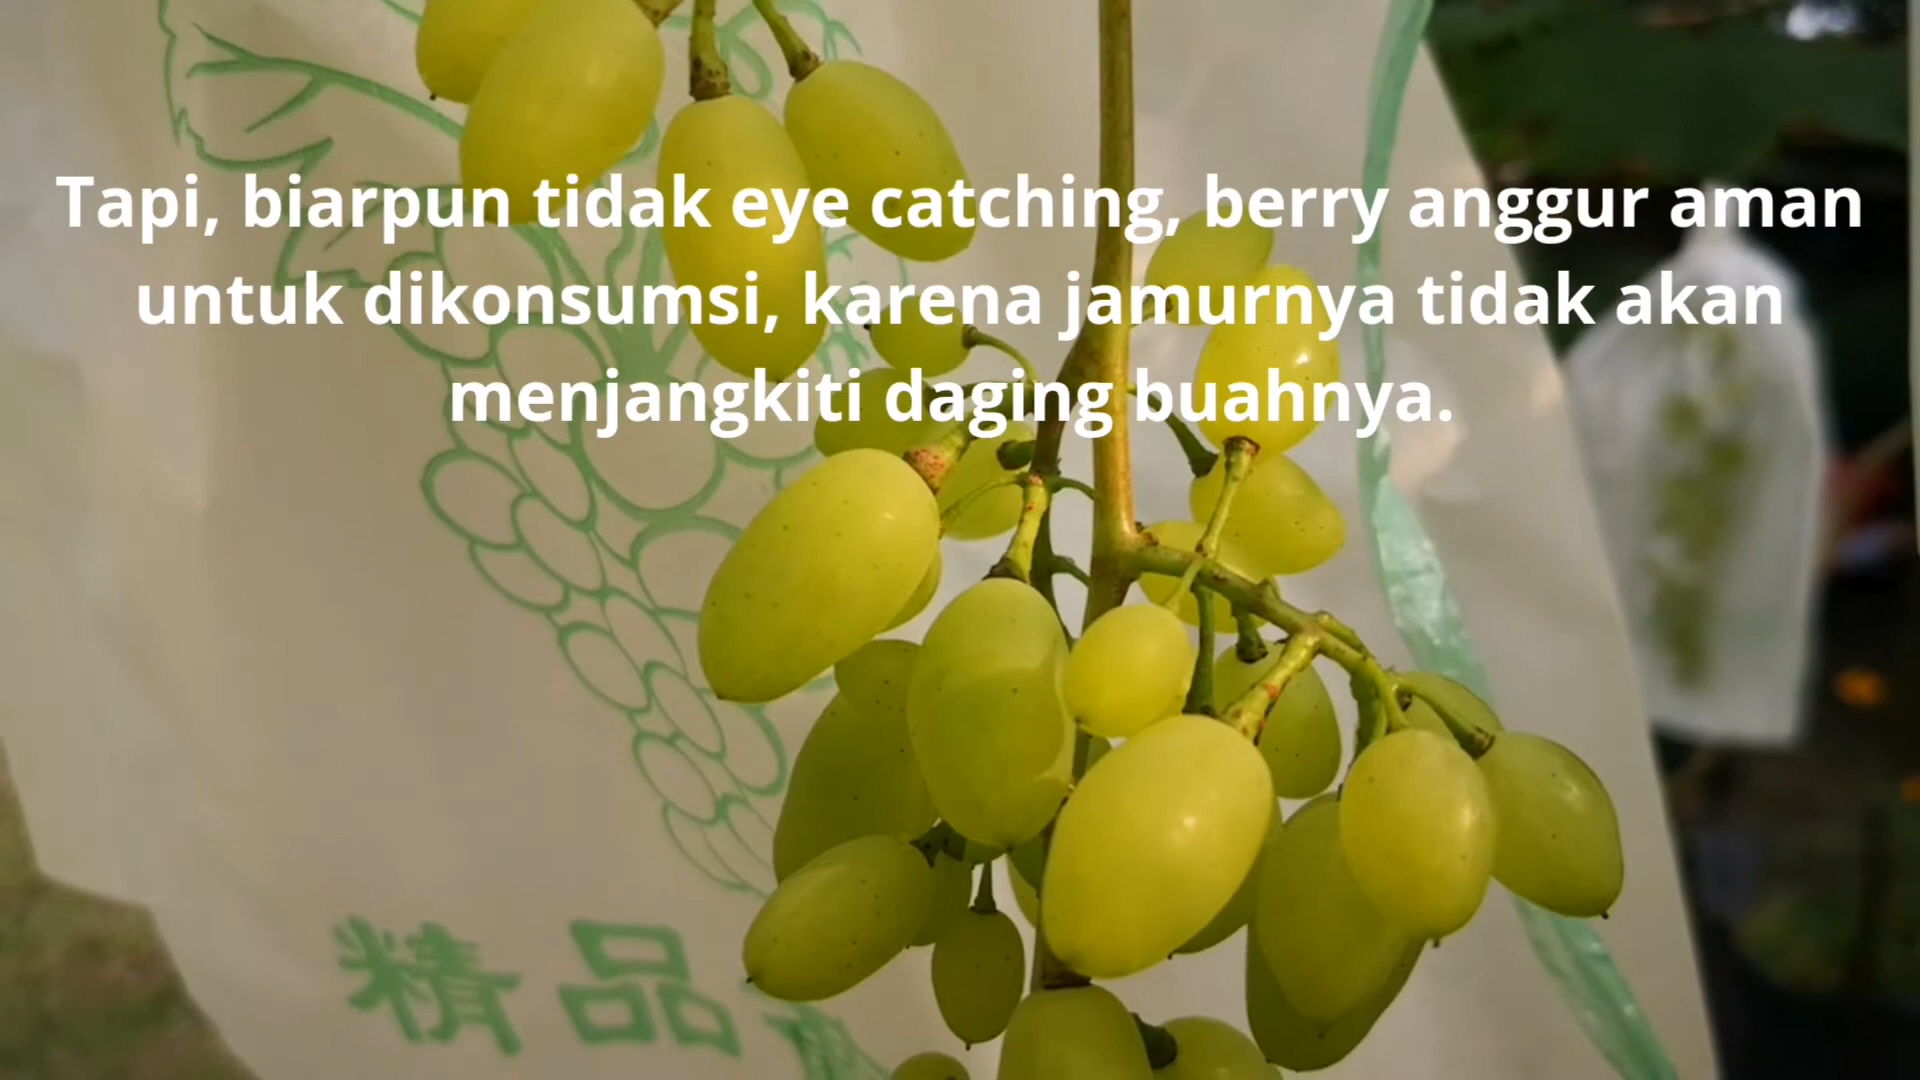 Tapi, biarpun tidak eye catching, berry anggur aman
untuk dikonsumsi, karena jamurnya tidak akan
menjangkiti daging buahnya.
精品